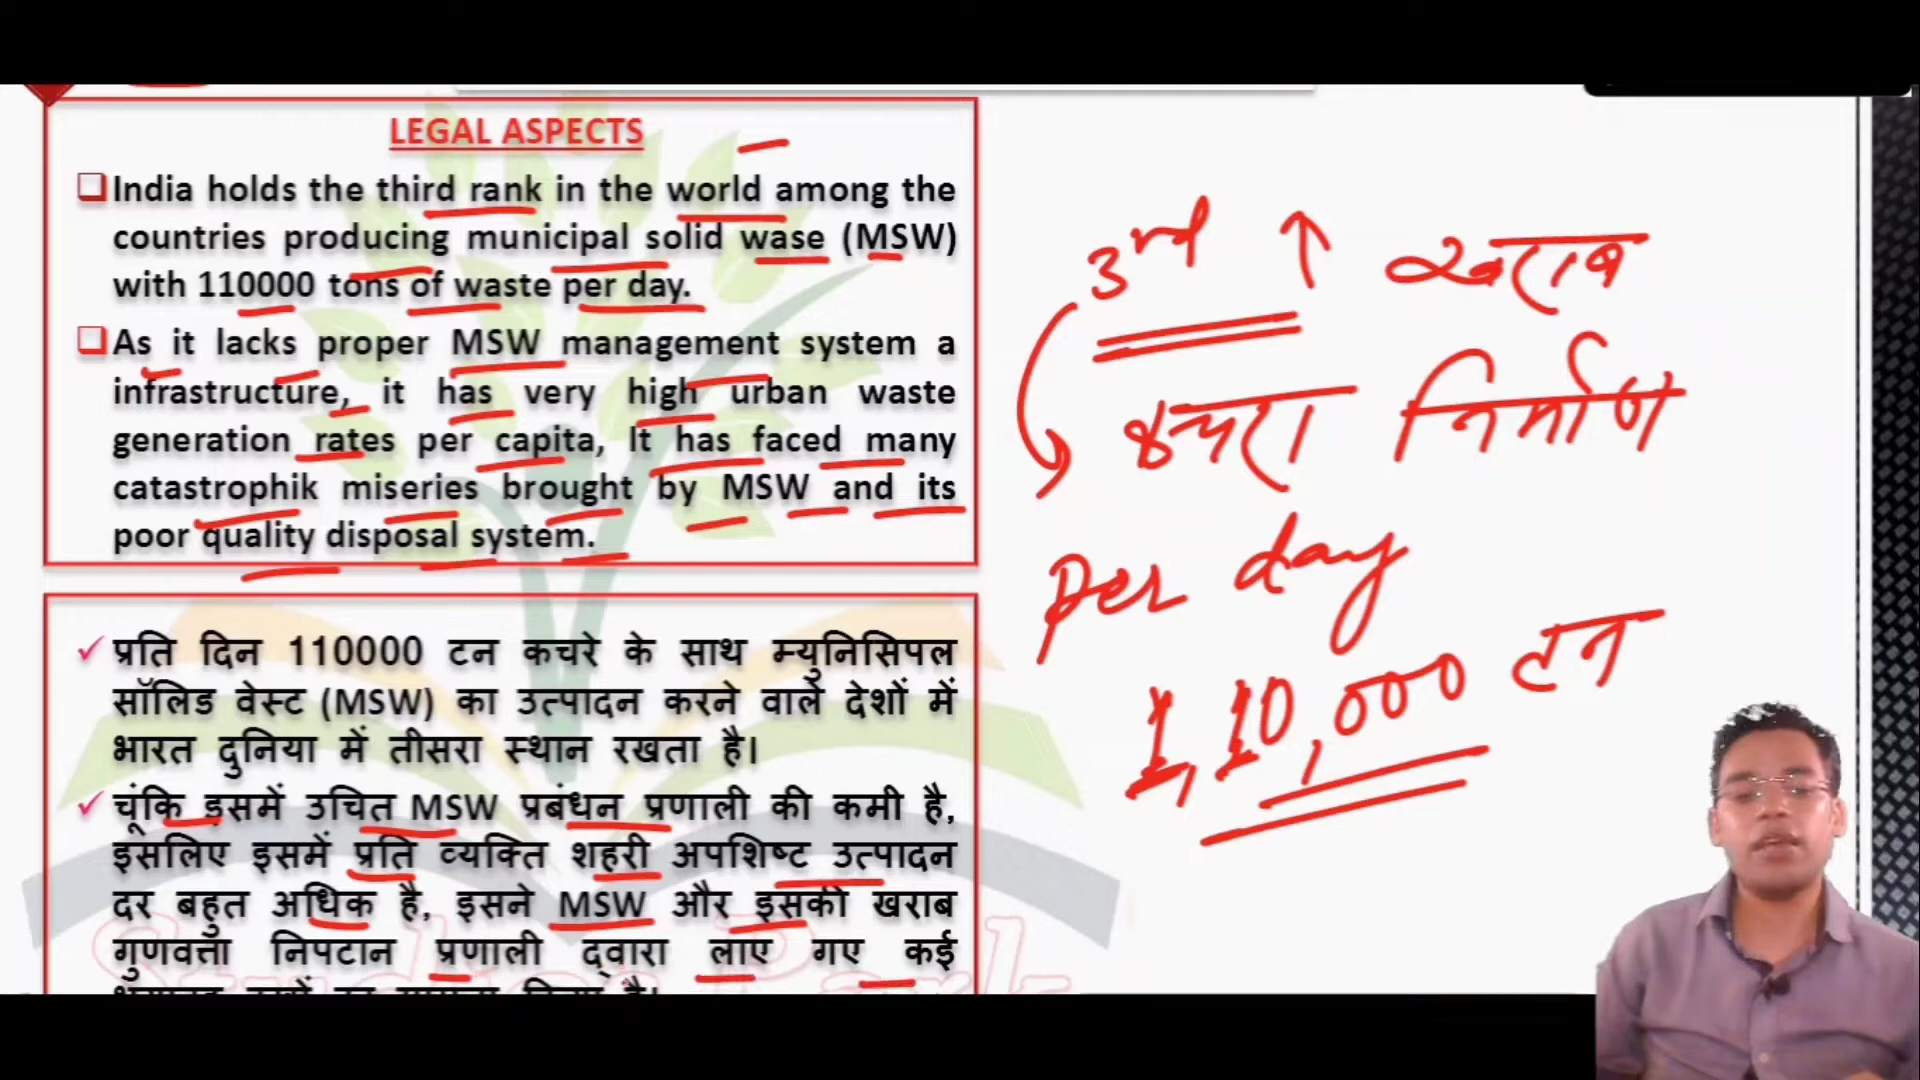 LEGAL ASPECTS
India holds the third rank in the world among the
countries producing municipal solid wase (MSW)
with 110000 tons of waste per day.
As it lacks proper MSW management system a
infrastructure, it has very high urban waste
generation rates per capita, It has faced many
catastrophik miseries brought by MSW and its
poor quality disposal system.
प्रति दिन 110000 टन कचरे के साथ म्युनिसिपल
सॉलिड वेस्ट (MSW) का उत्पादन करने वाले देशों में
भारत दुनिया में तीसरा स्थान रखता है।
चूंकि इसमें उचित MSW प्रबंधन प्रणाली की कमी है,
इसलिए इसमें प्रति व्यक्ति शहरी अपशिष्ट उत्पादन
दर बहुत अधिक है, इसने MSW और इसकी खराब
गुणवत्ता निपटान प्रणाली द्वारा लाए गए कई
3rd ↑ खराब
कचरा निर्माण
Per day
1,10,000 टन